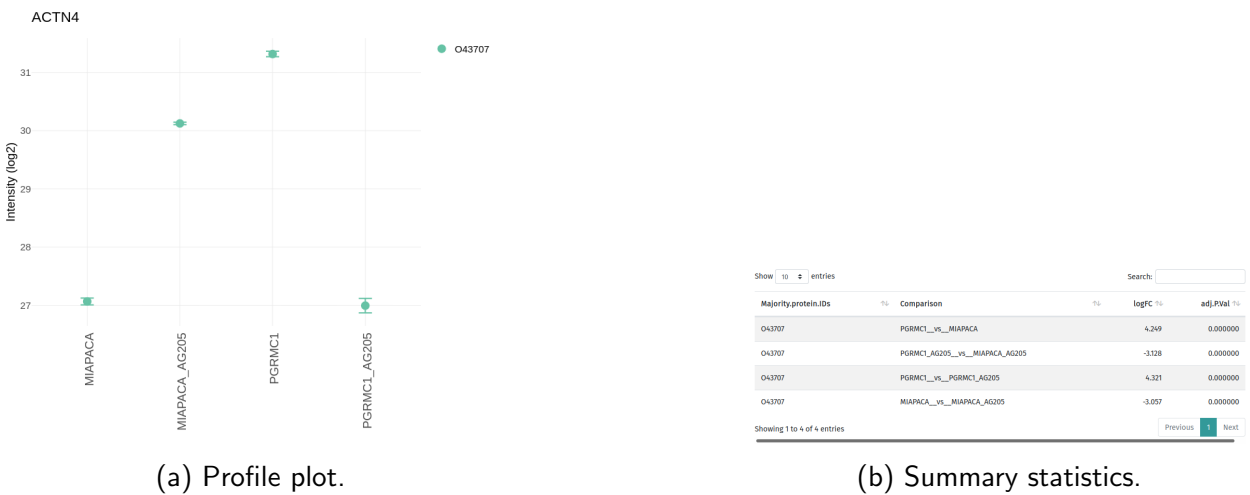 ACTN4
O43707
31
30
29
28
27
Intensity (log2)
MIAPACA
MIAPACA_AG205
PGRMC1
PGRMC1_AG205
(a) Profile plot.
Show 10 entries
Search:
Majority.protein.IDs Comparison logFC adj.P.Val
O43707 PGRMC1__vs__MIAPACA 4.249 0.000000
O43707 PGRMC1_AG205__vs__MIAPACA_AG205 -3.128 0.000000
O43707 PGRMC1__vs__PGRMC1_AG205 4.321 0.000000
O43707 MIAPACA__vs__MIAPACA_AG205 -3.057 0.000000
Showing 1 to 4 of 4 entries
Previous 1 Next
(b) Summary statistics.